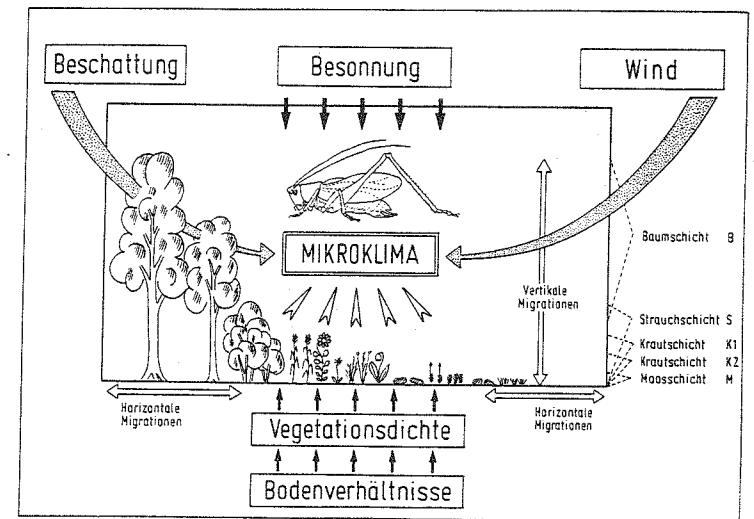 Beschattung
Besonnung
Wind
MIKROKLIMA
Vertikale
Migrationen
Baumschicht B
Strauchschicht S
Krautschicht K1
Krautschicht K2
Moosschicht M
Horizontale
Migrationen
Horizontale
Migrationen
Vegetationsdichte
Bodenverhältnisse